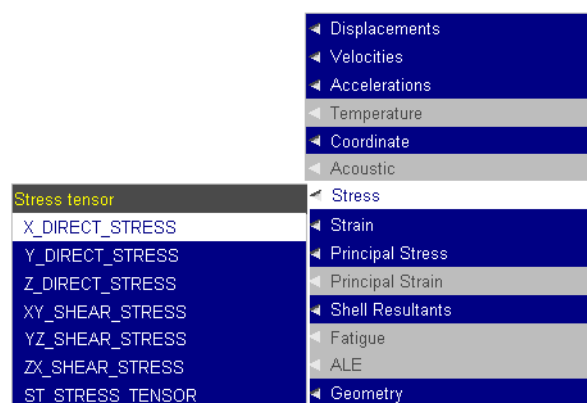 Displacements
Velocities
Accelerations
Temperature
Coordinate
Acoustic
Stress
Strain
Principal Stress
Principal Strain
Shell Resultants
Fatigue
ALE
Geometry
Stress tensor
X_DIRECT_STRESS
Y_DIRECT_STRESS
Z_DIRECT_STRESS
XY_SHEAR_STRESS
YZ_SHEAR_STRESS
ZX_SHEAR_STRESS
ST_STRESS_TENSOR